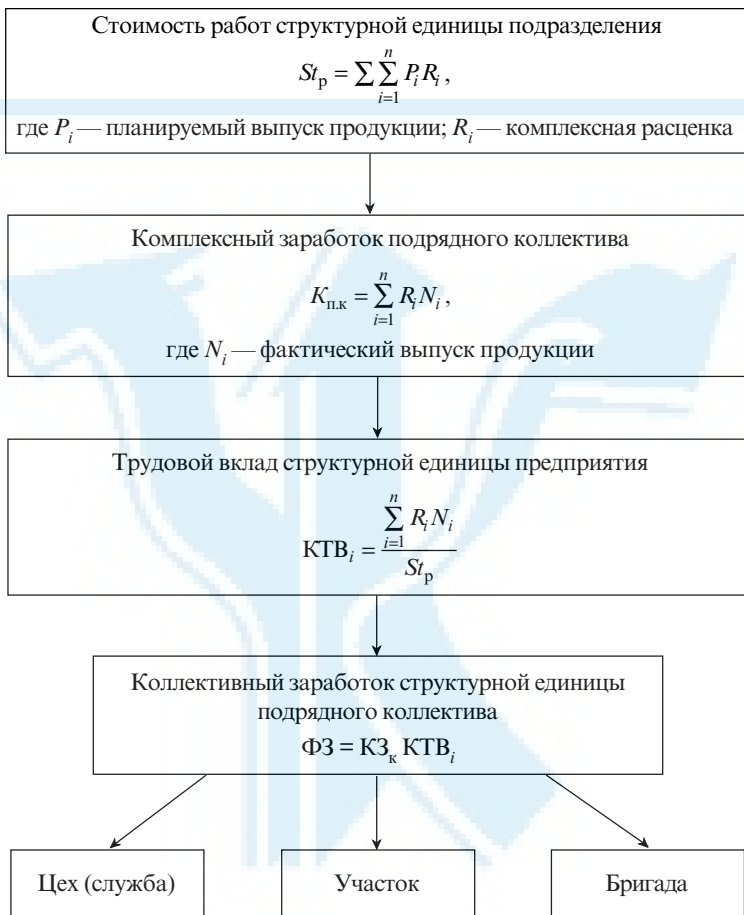 Стоимость работ структурной единицы подразделения
St_р = ∑ ∑_{i=1}^{n} P_i R_i ,
где P_i — планируемый выпуск продукции; R_i — комплексная расценка
Комплексный заработок подрядного коллектива
K_п.к = ∑_{i=1}^{n} R_i N_i ,
где N_i — фактический выпуск продукции
Трудовой вклад структурной единицы предприятия
КТВ_i = ∑_{i=1}^{n} R_i N_i / St_р
Коллективный заработок структурной единицы
подрядного коллектива
ФЗ = КЗ_к КТВ_i
Цех (служба) Участок Бригада